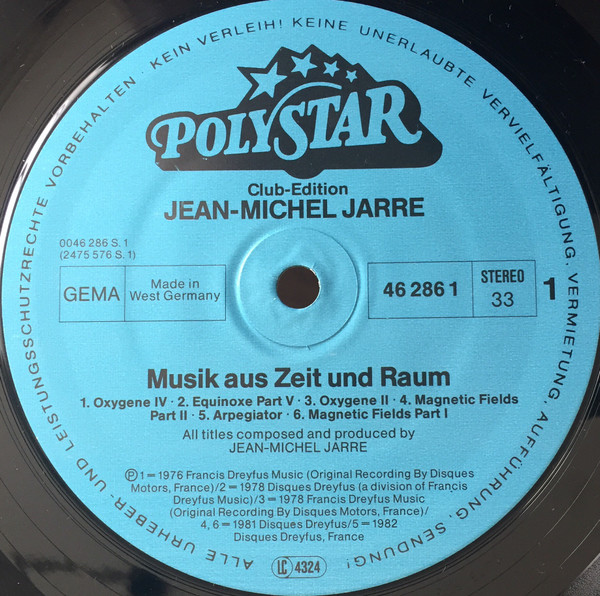 ALLE URHEBER- UND LEISTUNGSSCHUTZRECHTE VORBEHALTEN · KEIN VERLEIH! KEINE UNERLAUBTE VERVIELFÄLTIGUNG, VERMIETUNG, AUFFÜHRUNG, SENDUNG!
POLYSTAR
Club-Edition
JEAN-MICHEL JARRE
0046 286 S. 1
(2475 576 S. 1)
GEMA
Made in
West Germany
46 286 1
STEREO
33
1
Musik aus Zeit und Raum
1. Oxygene IV · 2. Equinoxe Part V · 3. Oxygene II · 4. Magnetic Fields
Part II · 5. Arpegiator · 6. Magnetic Fields Part I
All titles composed and produced by
JEAN-MICHEL JARRE
Ⓟ 1 = 1976 Francis Dreyfus Music (Original Recording By Disques
Motors, France)/2 = 1978 Disques Dreyfus (a division of Francis
Dreyfus Music)/3 = 1978 Francis Dreyfus Music
(Original Recording By Disques Motors, France)/
4, 6 = 1981 Disques Dreyfus/5 = 1982
Disques Dreyfus, France
LC 4324